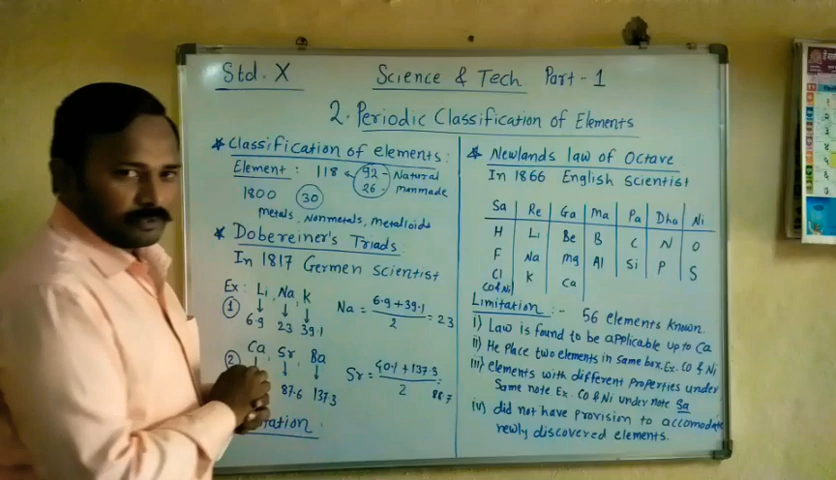 Std. X
Science & Tech Part - 1
2. Periodic Classification of Elements
* Classification of elements:
Element : 118 92 - Natural
26 - manmade
1800 30
metals, Nonmetals, Metalloids
* Dobereiner's Triads
In 1817 Germen scientist
Ex: Li, Na, K
1
6.9 23 39.1
Na = 6.9 + 39.1 / 2 = 23
2 Ca, Sr, Ba
87.6 137.3
Sr = 40.1 + 137.3 / 2 = 88.7
* Newlands law of Octave
In 1866 English scientist
Sa Re Ga Ma Pa Dha Ni
H Li Be B C N O
F Na Mg Al Si P S
Cl K Ca
Co & Ni
Limitation :- 56 elements known.
i) Law is found to be applicable up to Ca
ii) He Place two elements in same box. Ex. Co & Ni
iii) elements with different Properties under
Same note Ex. Co & Ni under note Sa
iv) did not have provision to accomodate
newly discovered elements.